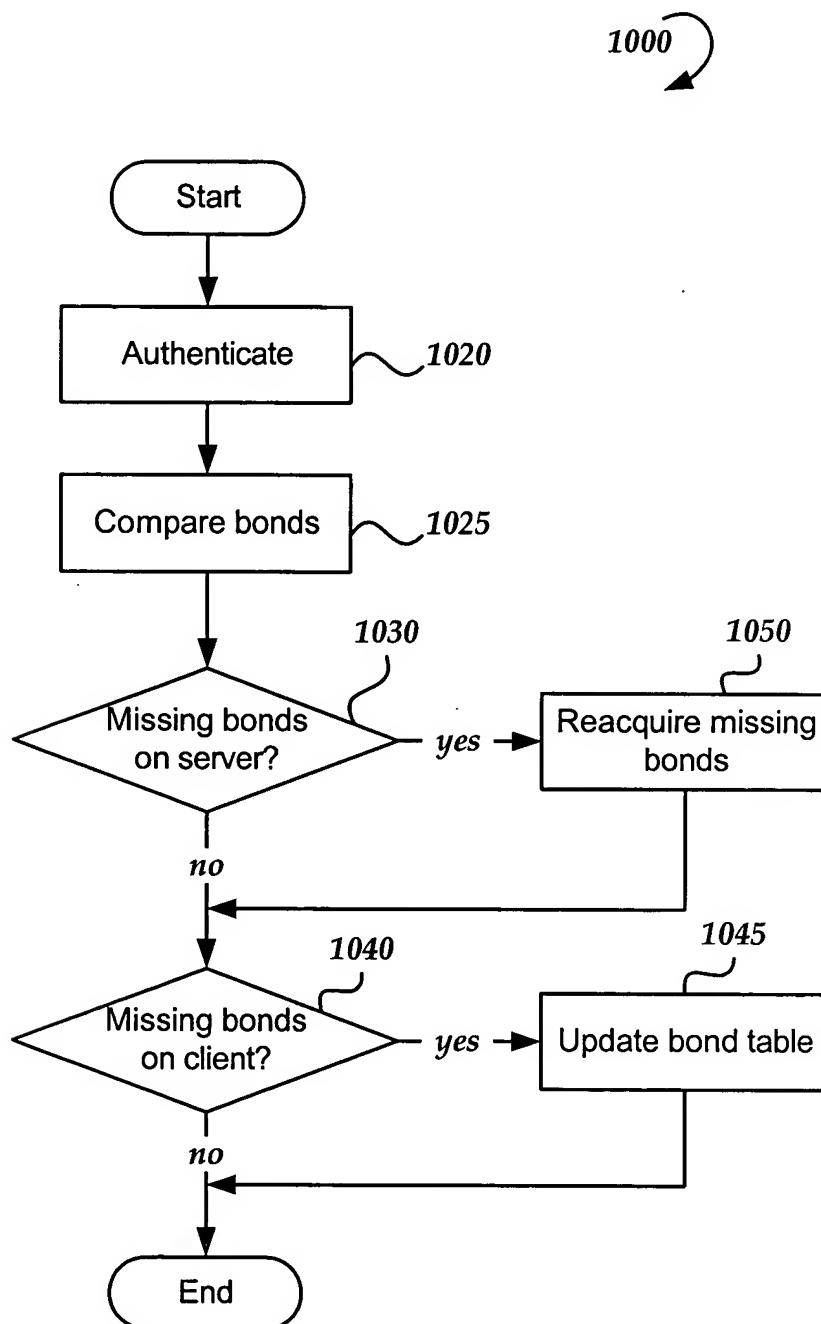 1000
Start
Authenticate
1020
Compare bonds
1025
1030
Missing bonds
on server?
yes
1050
Reacquire missing
bonds
no
1040
Missing bonds
on client?
yes
1045
Update bond table
no
End